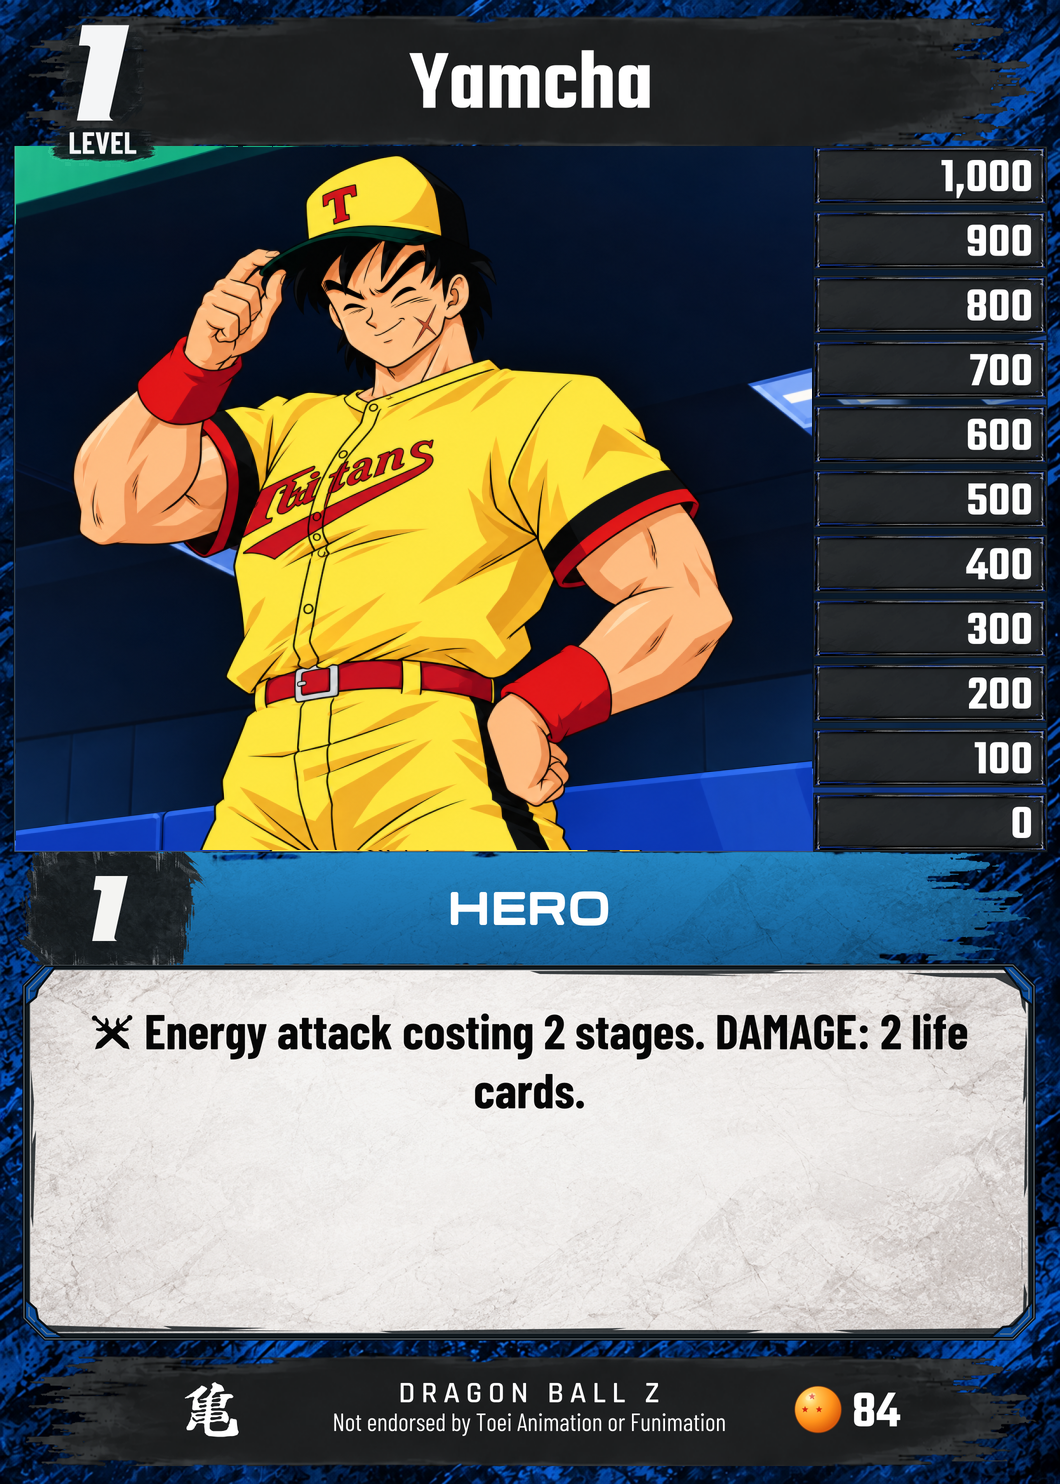 1
LEVEL
Yamcha
T
1,000
900
800
700
600
500
400
300
200
100
0
1
HERO
Energy attack costing 2 stages. DAMAGE: 2 life
cards.
亀
DRAGON BALL Z
Not endorsed by Toei Animation or Funimation
84